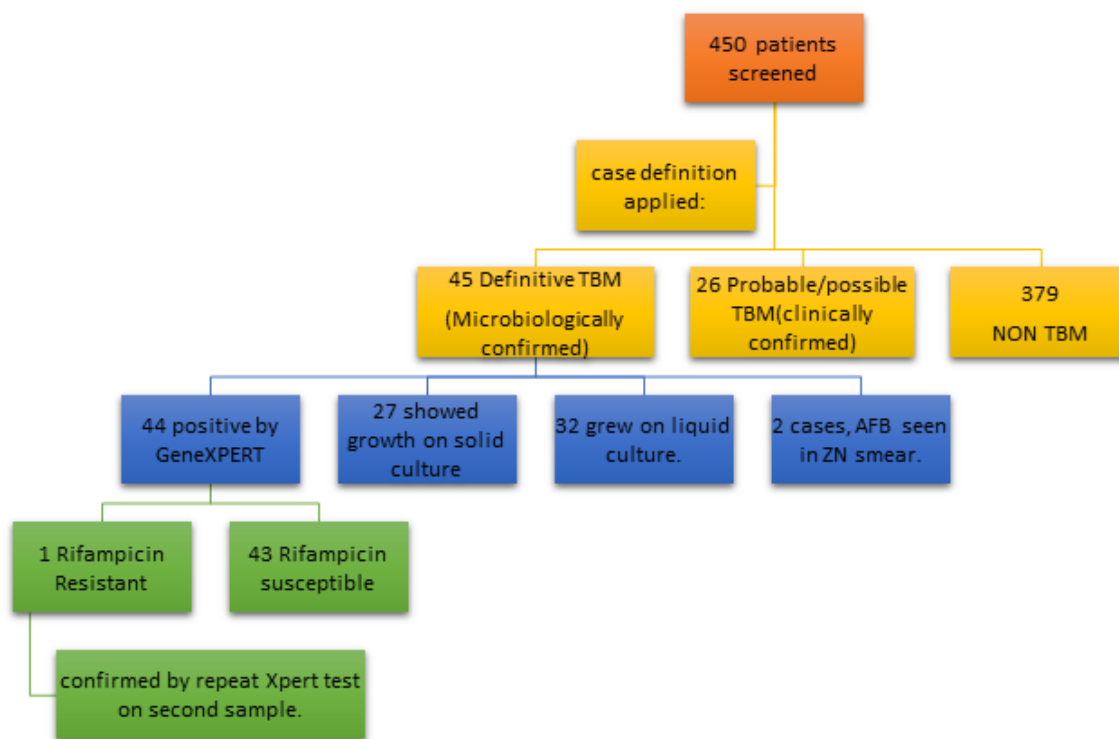 450 patients
screened
case definition
applied:
45 Definitive TBM
(Microbiologically
confirmed)
26 Probable/possible
TBM(clinically
confirmed)
379
NON TBM
44 positive by
GeneXPERT
27 showed
growth on solid
culture
32 grew on liquid
culture.
2 cases, AFB seen
in ZN smear.
1 Rifampicin
Resistant
43 Rifampicin
susceptible
confirmed by repeat Xpert test
on second sample.